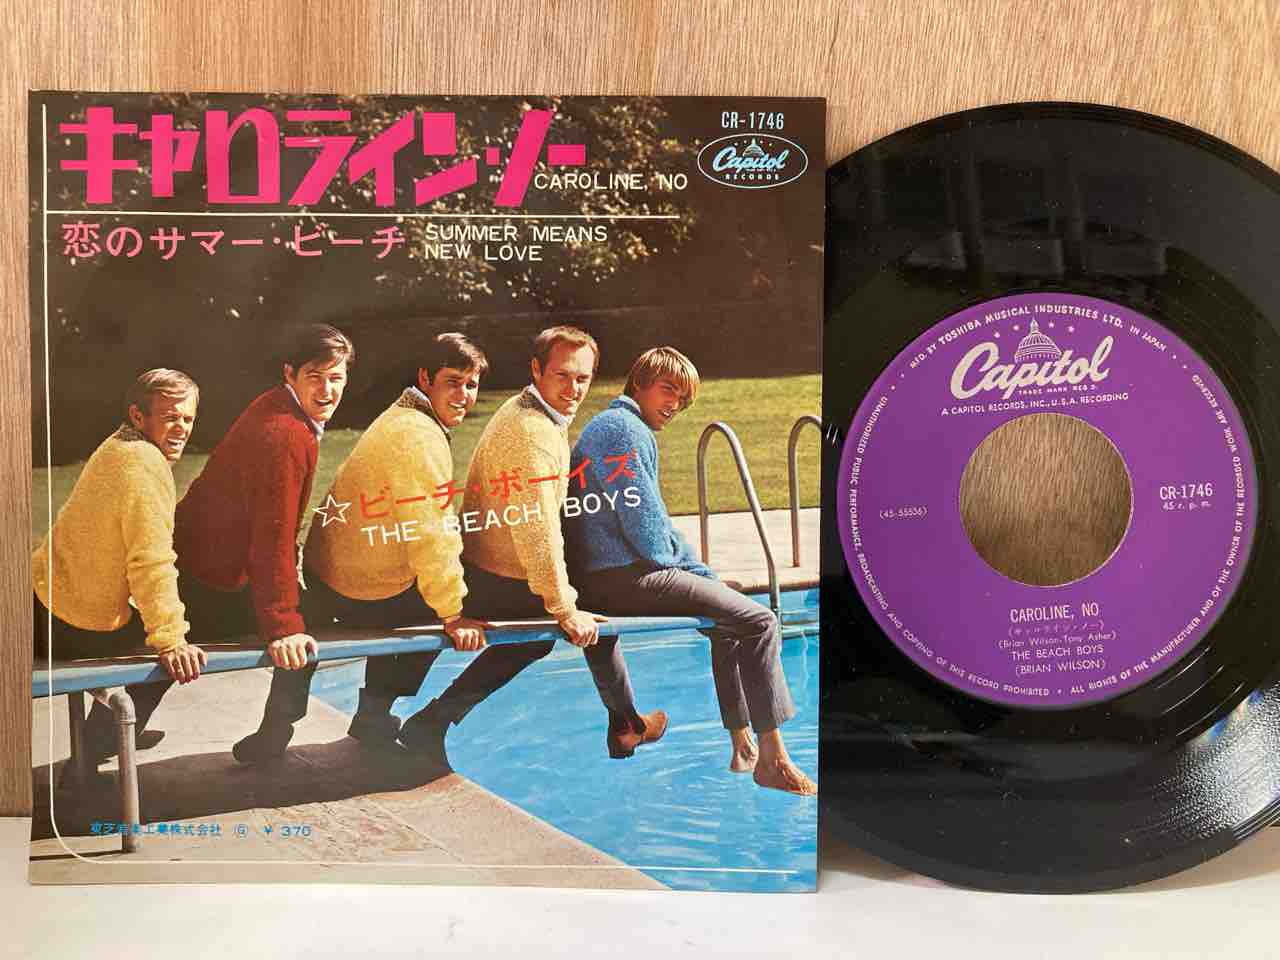 キャロライン・ノー
CAROLINE, NO
CR-1746
Capitol
RECORDS
恋のサマー・ビーチ
SUMMER MEANS
NEW LOVE
☆ビーチ・ボーイズ
THE BEACH BOYS
東芝音楽工業株式会社 Ⓖ ¥ 370
MFD. BY TOSHIBA MUSICAL INDUSTRIES LTD. IN JAPAN
Capitol
TRADE MARK REG'D.
A CAPITOL RECORDS, INC., U.S.A. RECORDING
CR-1746
45 r. p. m.
(45-55536)
CAROLINE, NO
(キャロライン・ノー)
(Brian Wilson, Tony Asher)
THE BEACH BOYS
(BRIAN WILSON)
UNAUTHORIZED PUBLIC PERFORMANCE, BROADCASTING AND COPYING OF THIS RECORD PROHIBITED • ALL RIGHTS OF THE MANUFACTURER AND OF THE OWNER OF THE RECORDED WORK ARE RESERVED